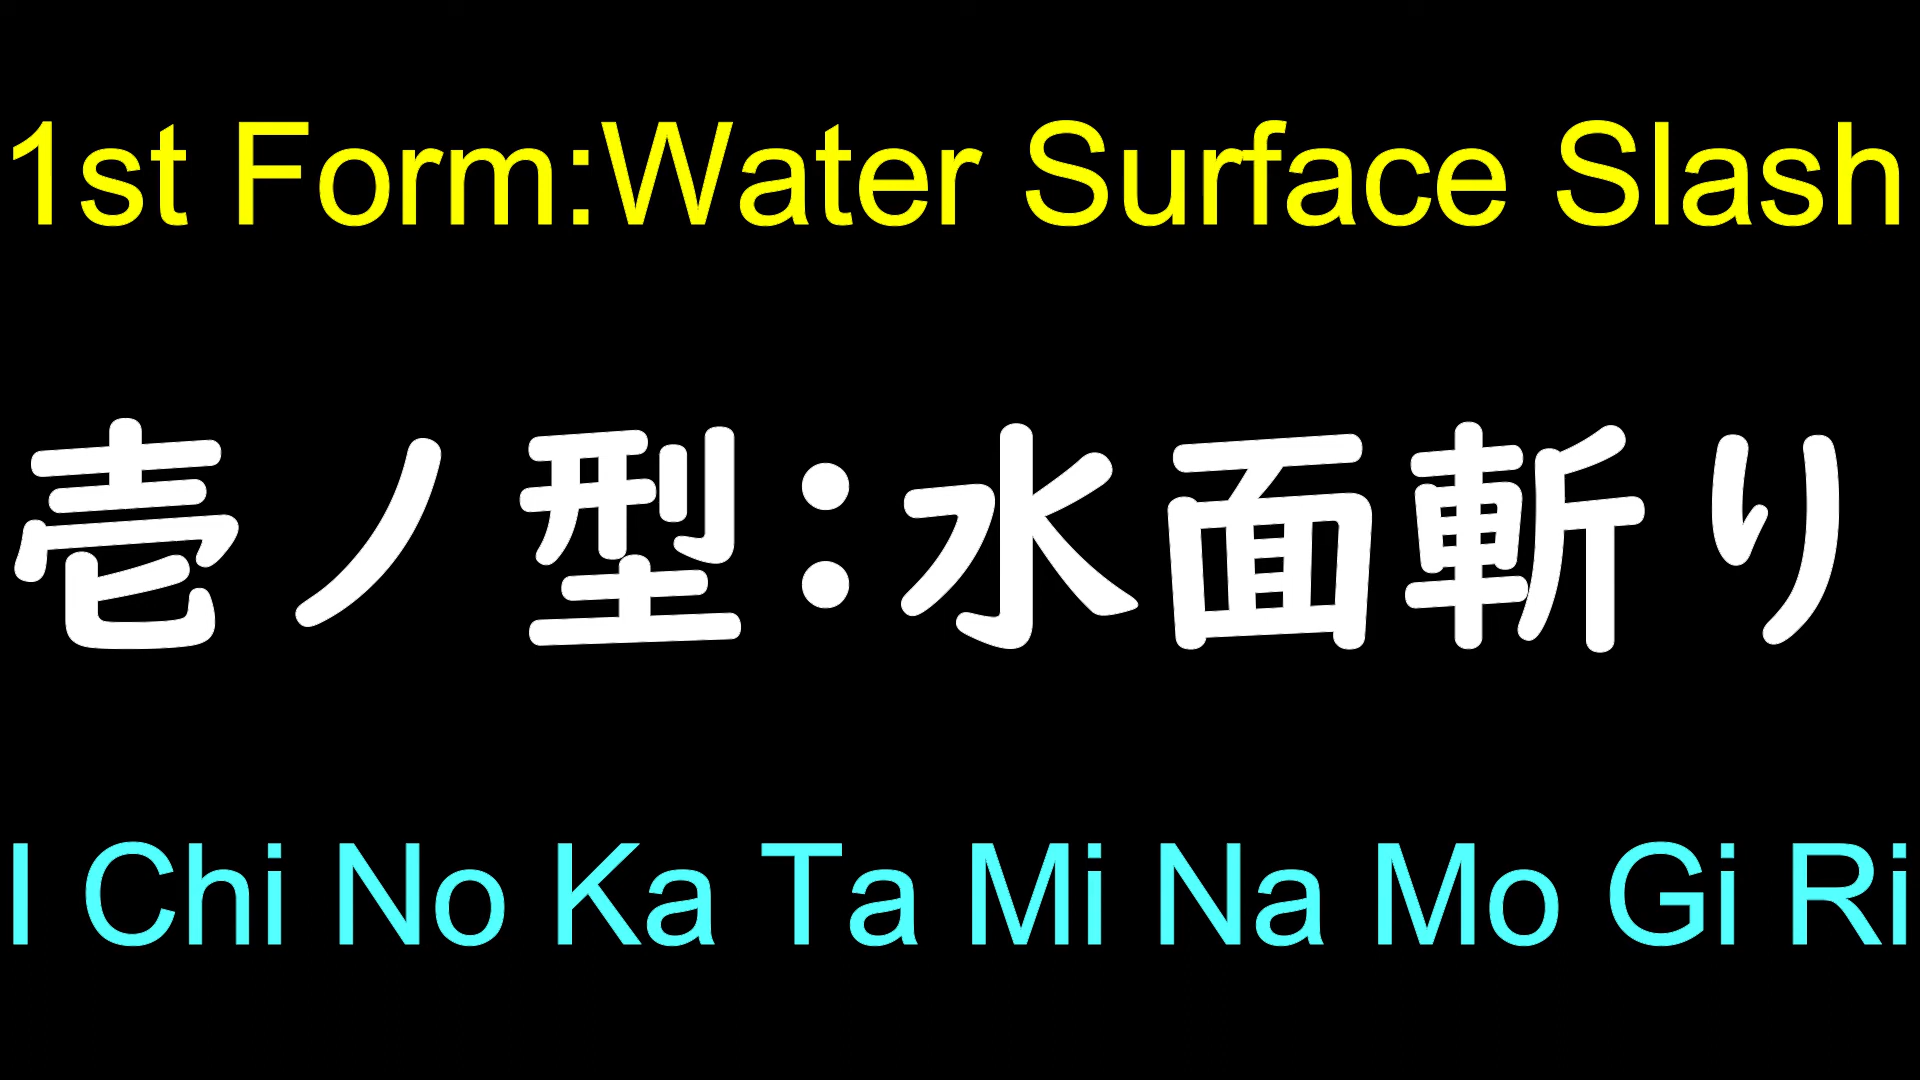 1st Form:Water Surface Slash
壱ノ型:水面斬り
I Chi No Ka Ta Mi Na Mo Gi Ri